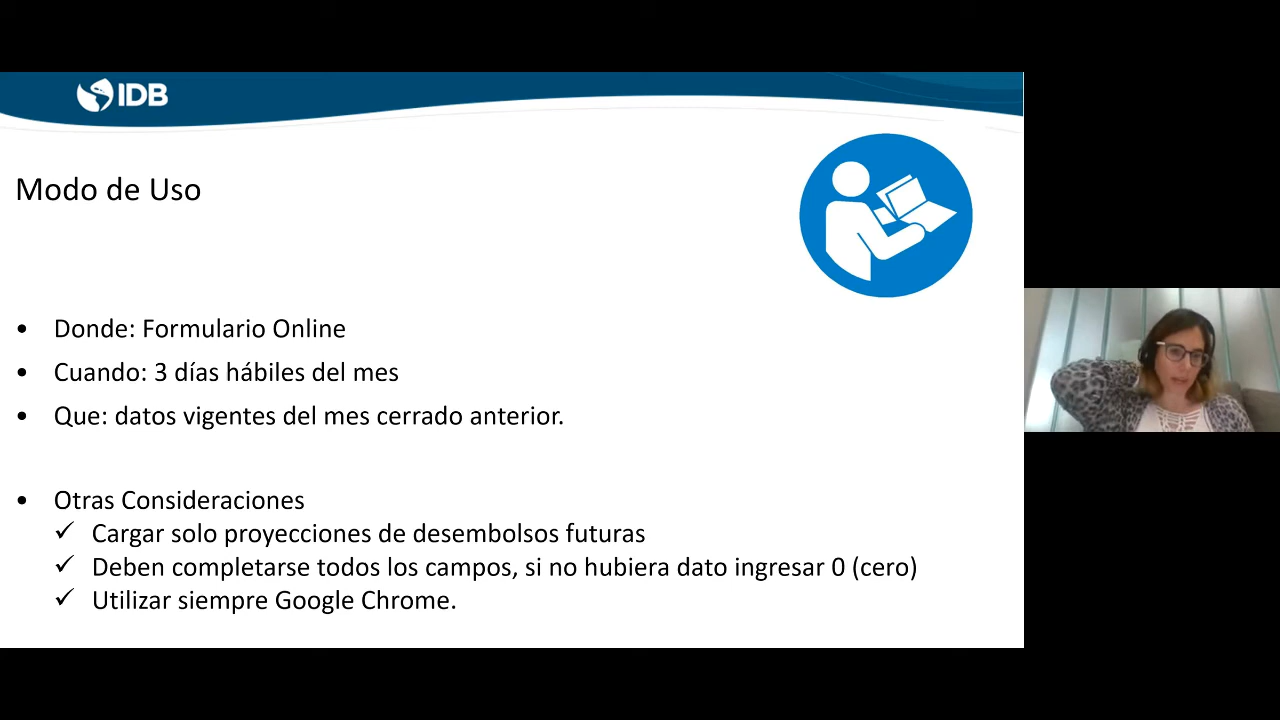 IDB
Modo de Uso
• Donde: Formulario Online
• Cuando: 3 días hábiles del mes
• Que: datos vigentes del mes cerrado anterior.
• Otras Consideraciones
✓ Cargar solo proyecciones de desembolsos futuras
✓ Deben completarse todos los campos, si no hubiera dato ingresar 0 (cero)
✓ Utilizar siempre Google Chrome.